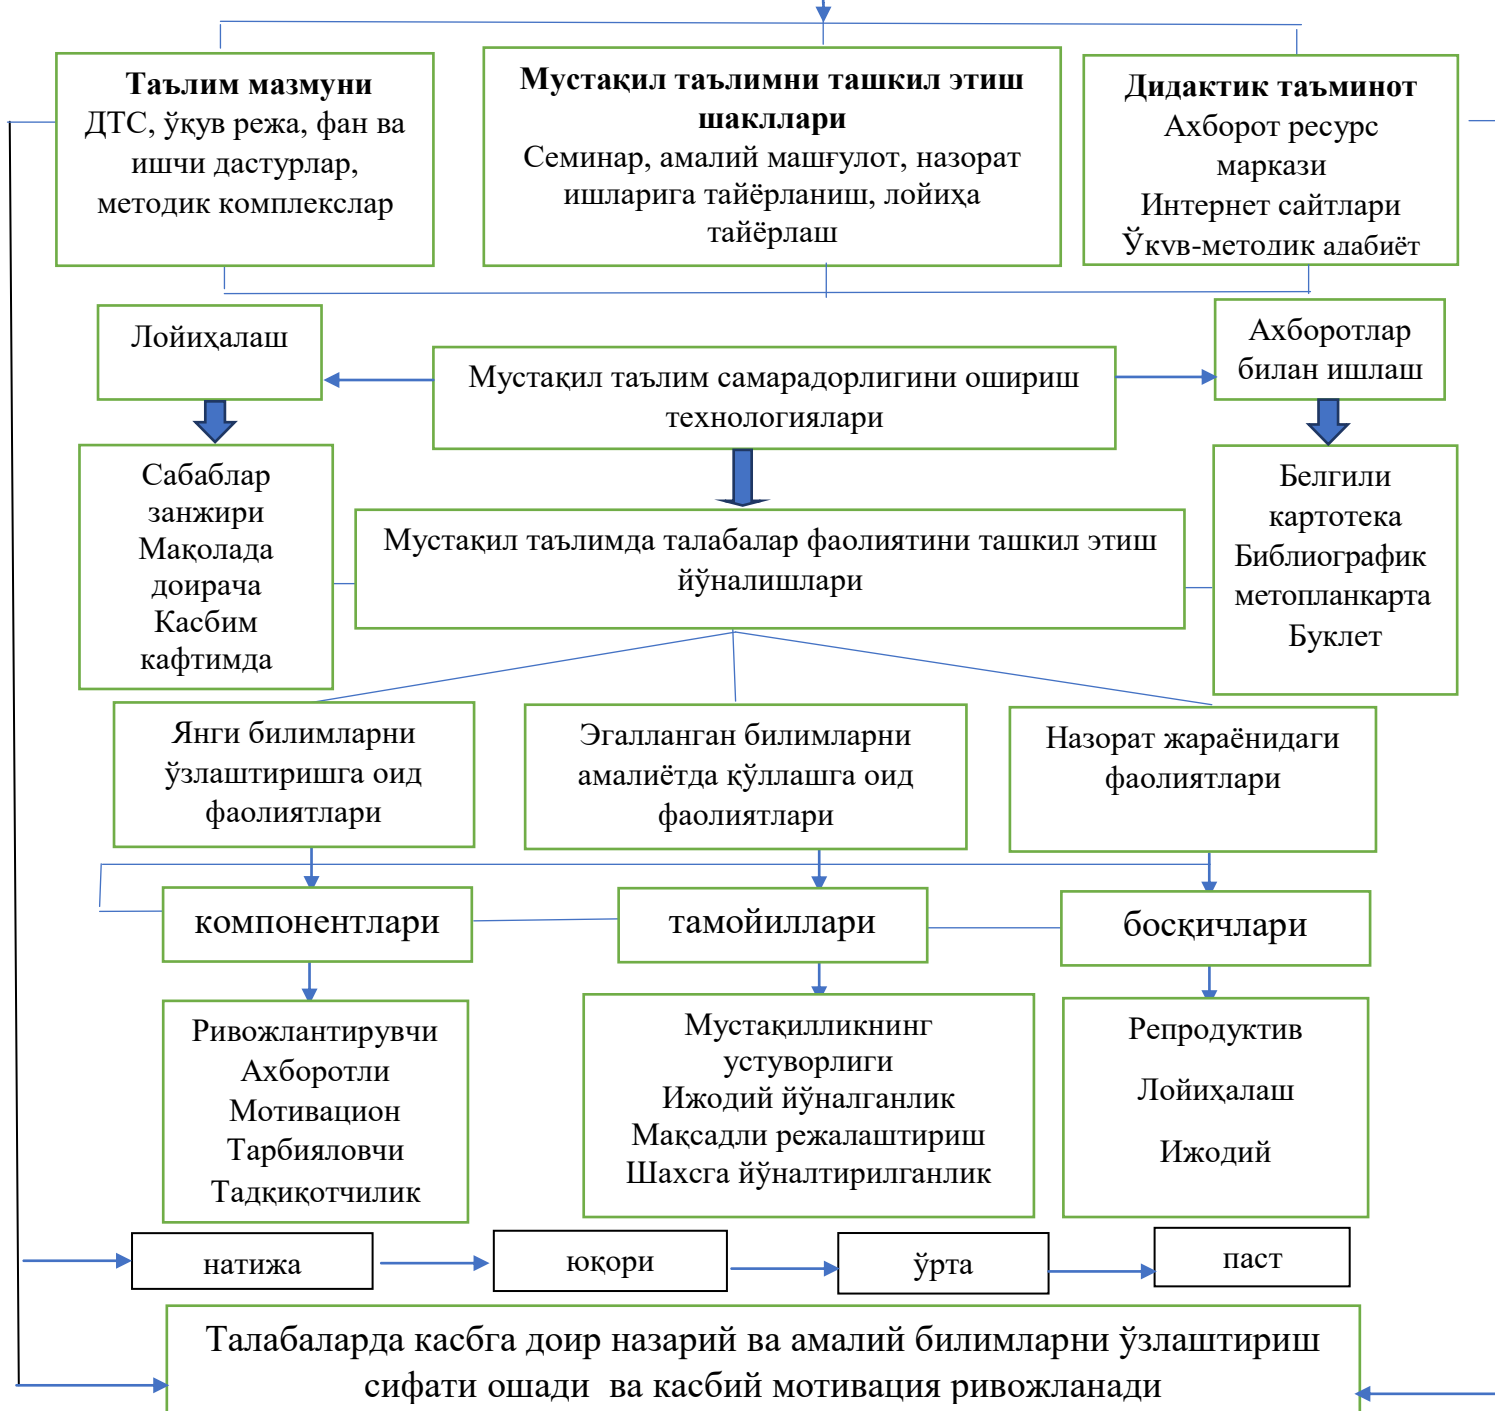 Таълим мазмуни
ДТС, ўқув режа, фан ва
ишчи дастурлар,
методик комплекслар
Мустақил таълимни ташкил этиш
шакллари
Семинар, амалий машғулот, назорат
ишларига тайёрланиш, лойиҳа
тайёрлаш
Дидактик таъминот
Ахборот ресурс
маркази
Интернет сайтлари
Ўқув-методик адабиёт
Лойиҳалаш
Мустақил таълим самарадорлигини ошириш
технологиялари
Ахборотлар
билан ишлаш
Сабаблар
занжири
Мақолада
доирача
Касбим
кафтимда
Мустақил таълимда талабалар фаолиятини ташкил этиш
йўналишлари
Белгили
картотека
Библиографик
метопланкарта
Буклет
Янги билимларни
ўзлаштиришга оид
фаолиятлари
Эгалланган билимларни
амалиётда қўллашга оид
фаолиятлари
Назорат жараёнидаги
фаолиятлари
компонентлари
тамойиллари
босқичлари
Ривожлантирувчи
Ахборотли
Мотивацион
Тарбияловчи
Тадқиқотчилик
Мустақилликнинг
устуворлиги
Ижодий йўналганлик
Мақсадли режалаштириш
Шахсга йўналтирилганлик
Репродуктив
Лойиҳалаш
Ижодий
натижа
юқори
ўрта
паст
Талабаларда касбга доир назарий ва амалий билимларни ўзлаштириш
сифати ошади ва касбий мотивация ривожланади